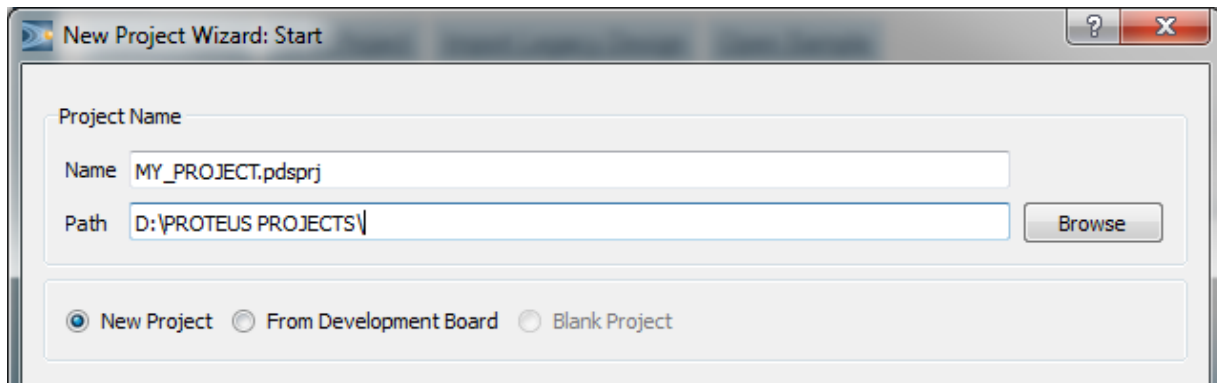 New Project Wizard: Start
Project Name
Name MY_PROJECT.pdsprj
Path D:\PROTEUS PROJECTS\
Browse
New Project From Development Board Blank Project